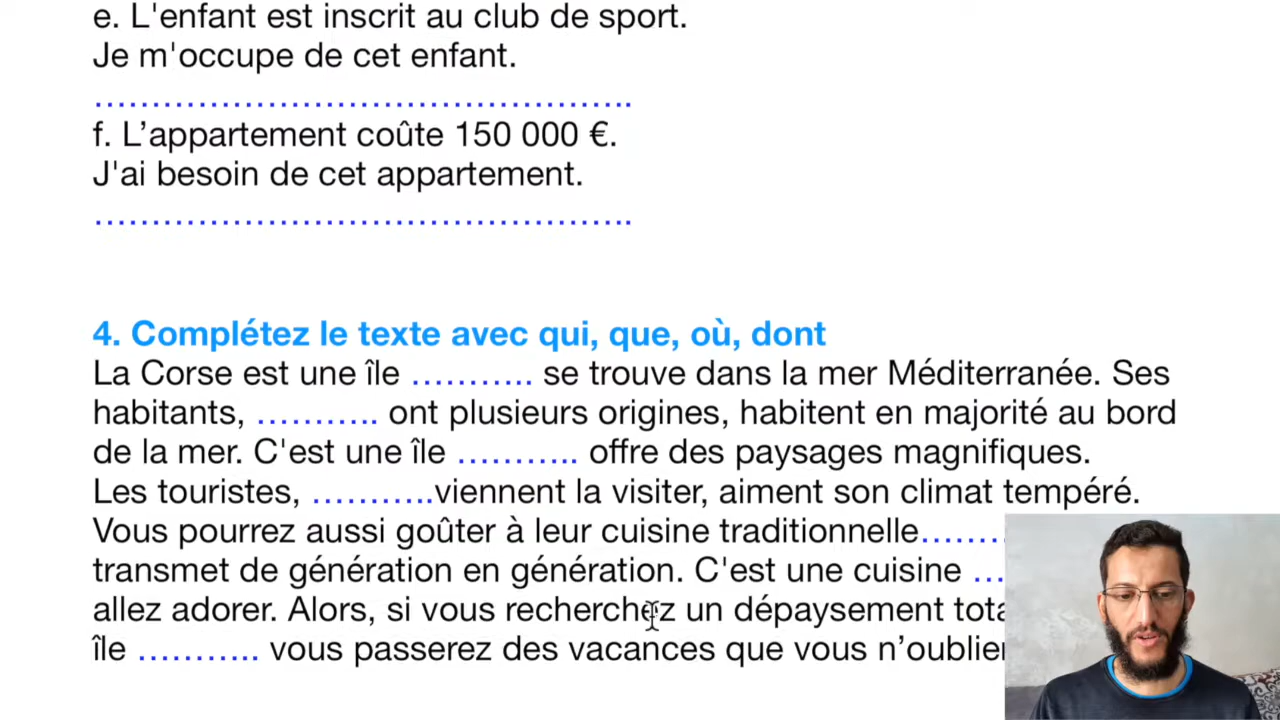 e. L'enfant est inscrit au club de sport.
Je m'occupe de cet enfant.
…………………………………………….
f. L’appartement coûte 150 000 €.
J'ai besoin de cet appartement.
…………………………………………….
4. Complétez le texte avec qui, que, où, dont
La Corse est une île ……….. se trouve dans la mer Méditerranée. Ses
habitants, ……….. ont plusieurs origines, habitent en majorité au bord
de la mer. C'est une île ……….. offre des paysages magnifiques.
Les touristes, ………..viennent la visiter, aiment son climat tempéré.
Vous pourrez aussi goûter à leur cuisine traditionnelle…….
transmet de génération en génération. C'est une cuisine …
allez adorer. Alors, si vous recherchez un dépaysement
île ……….. vous passerez des vacances que vous